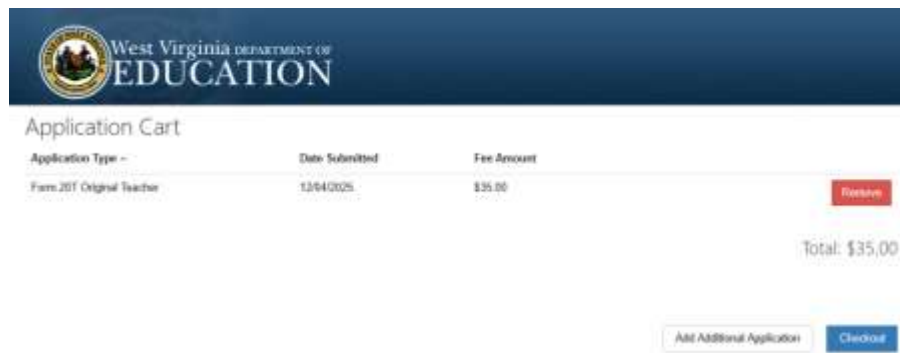 West Virginia DEPARTMENT OF
EDUCATION
Application Cart
Application Type Date Submitted Fee Amount
Form 20T Original Teacher 12/04/2025 $35.00 Remove
Total: $35.00
Add Additional Application Checkout